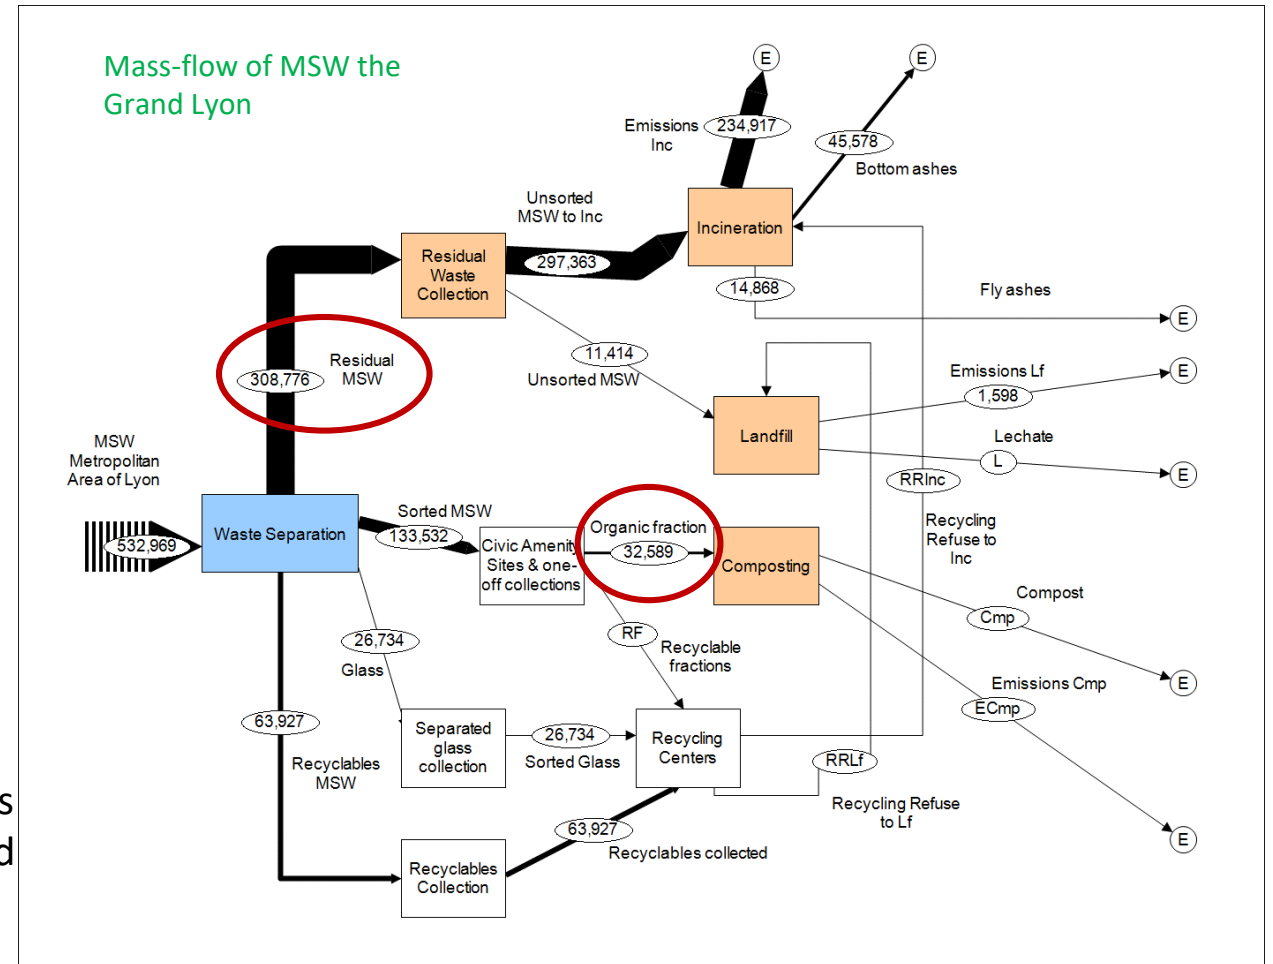 Mass-flow of MSW the
Grand Lyon
E
E
Emissions
Inc
234,917
45,578
Bottom ashes
Unsorted
MSW to Inc
Incineration
Residual
Waste
Collection
297,363
14,868
Fly ashes
E
11,414
Unsorted MSW
Residual
MSW
308,776
Emissions Lf
1,598
E
Landfill
Lechate
L
E
MSW
Metropolitan
Area of Lyon
532,969
Waste Separation
Sorted MSW
133,532
Civic Amenity
Sites & one-
off collections
Organic fraction
32,589
Composting
RRInc
Recycling
Refuse to
Inc
Compost
Cmp
E
RF
Recyclable
fractions
26,734
Glass
Emissions Cmp
ECmp
E
63,927
Recyclables
MSW
Separated
glass
collection
26,734
Sorted Glass
Recycling
Centers
RRLf
Recycling Refuse
to Lf
63,927
Recyclables collected
Recyclables
Collection
s
d